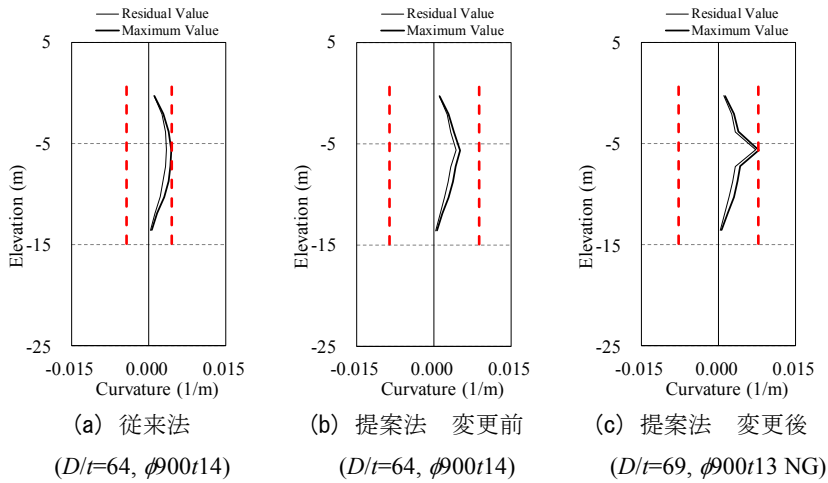 Residual Value
Maximum Value
5
-5
-15
-25
Elevation (m)
-0.015 0.000 0.015
Curvature (1/m)
(a) 従来法
(D/t=64, ϕ900t14)
Residual Value
Maximum Value
5
-5
-15
-25
Elevation (m)
-0.015 0.000 0.015
Curvature (1/m)
(b) 提案法 変更前
(D/t=64, ϕ900t14)
Residual Value
Maximum Value
5
-5
-15
-25
Elevation (m)
-0.015 0.000 0.015
Curvature (1/m)
(c) 提案法 変更後
(D/t=69, ϕ900t13 NG)